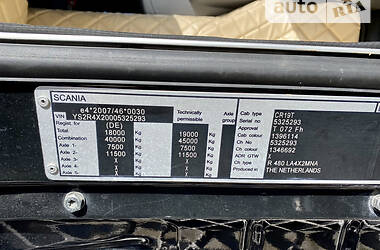 auto RIA
SCANIA
e4*2007/46*0030
VIN YS2R4X20005325293
Regist. for (DE) Technically permissible Axle group
Total 18000 Kg 19000
Combination 40000 Kg 45000
Axle 1- 7500 Kg 7500
Axle 2- 11500 Kg 11500
Axle 3- X Kg X
Axle 4- X Kg X
Axle 5- X Kg X
Cab type CR19T
Serial no 5325293
Approval T 072 Fh
Cab colour 1396114
Ch No 5325293
Ch colour 1346692
ADR GTW X
Type R 480 LA4X2MNA
Produced in THE NETHERLANDS